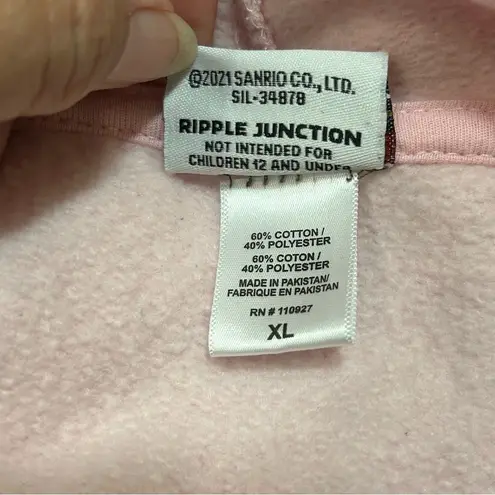 ©2021 SANRIO CO., LTD.
SIL-34878
RIPPLE JUNCTION
NOT INTENDED FOR
CHILDREN 12 AND UNDER
60% COTTON /
40% POLYESTER
60% COTON /
40% POLYESTER
MADE IN PAKISTAN/
FABRIQUE EN PAKISTAN
RN # 110927
XL